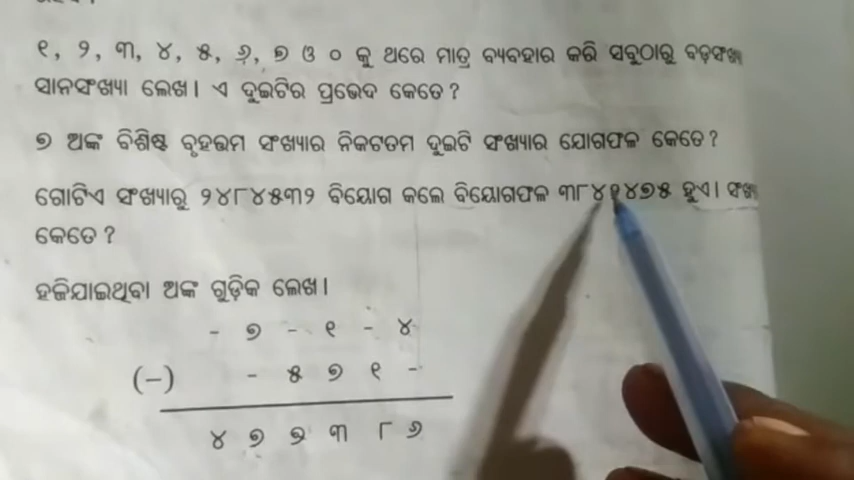 ୧, ୨, ୩, ୪, ୫, ୬, ୭ ଓ ୦ କୁ ଥରେ ମାତ୍ର ବ୍ୟବହାର କରି ସବୁଠାରୁ ବଡ଼ସଂଖ୍ୟା
ସାନସଂଖ୍ୟା ଲେଖ। ଏ ଦୁଇଟିର ପ୍ରଭେଦ କେତେ ?
୭ ଅଙ୍କ ବିଶିଷ୍ଟ ବୃହତ୍ତମ ସଂଖ୍ୟାର ନିକଟତମ ଦୁଇଟି ସଂଖ୍ୟାର ଯୋଗଫଳ କେତେ ?
ଗୋଟିଏ ସଂଖ୍ୟାରୁ ୨୪୮୪୫୩୨ ବିୟୋଗ କଲେ ବିୟୋଗଫଳ ୩୮୪୧୪୭୫ ହୁଏ। ସଂଖ୍ୟା
କେତେ ?
ହଜିଯାଇଥିବା ଅଙ୍କ ଗୁଡ଼ିକ ଲେଖ।
- ୭ - ୧ - ୪
(-) - ୫ ୭ ୧ -
୪ ୭ ୨ ୩ ୮ ୬